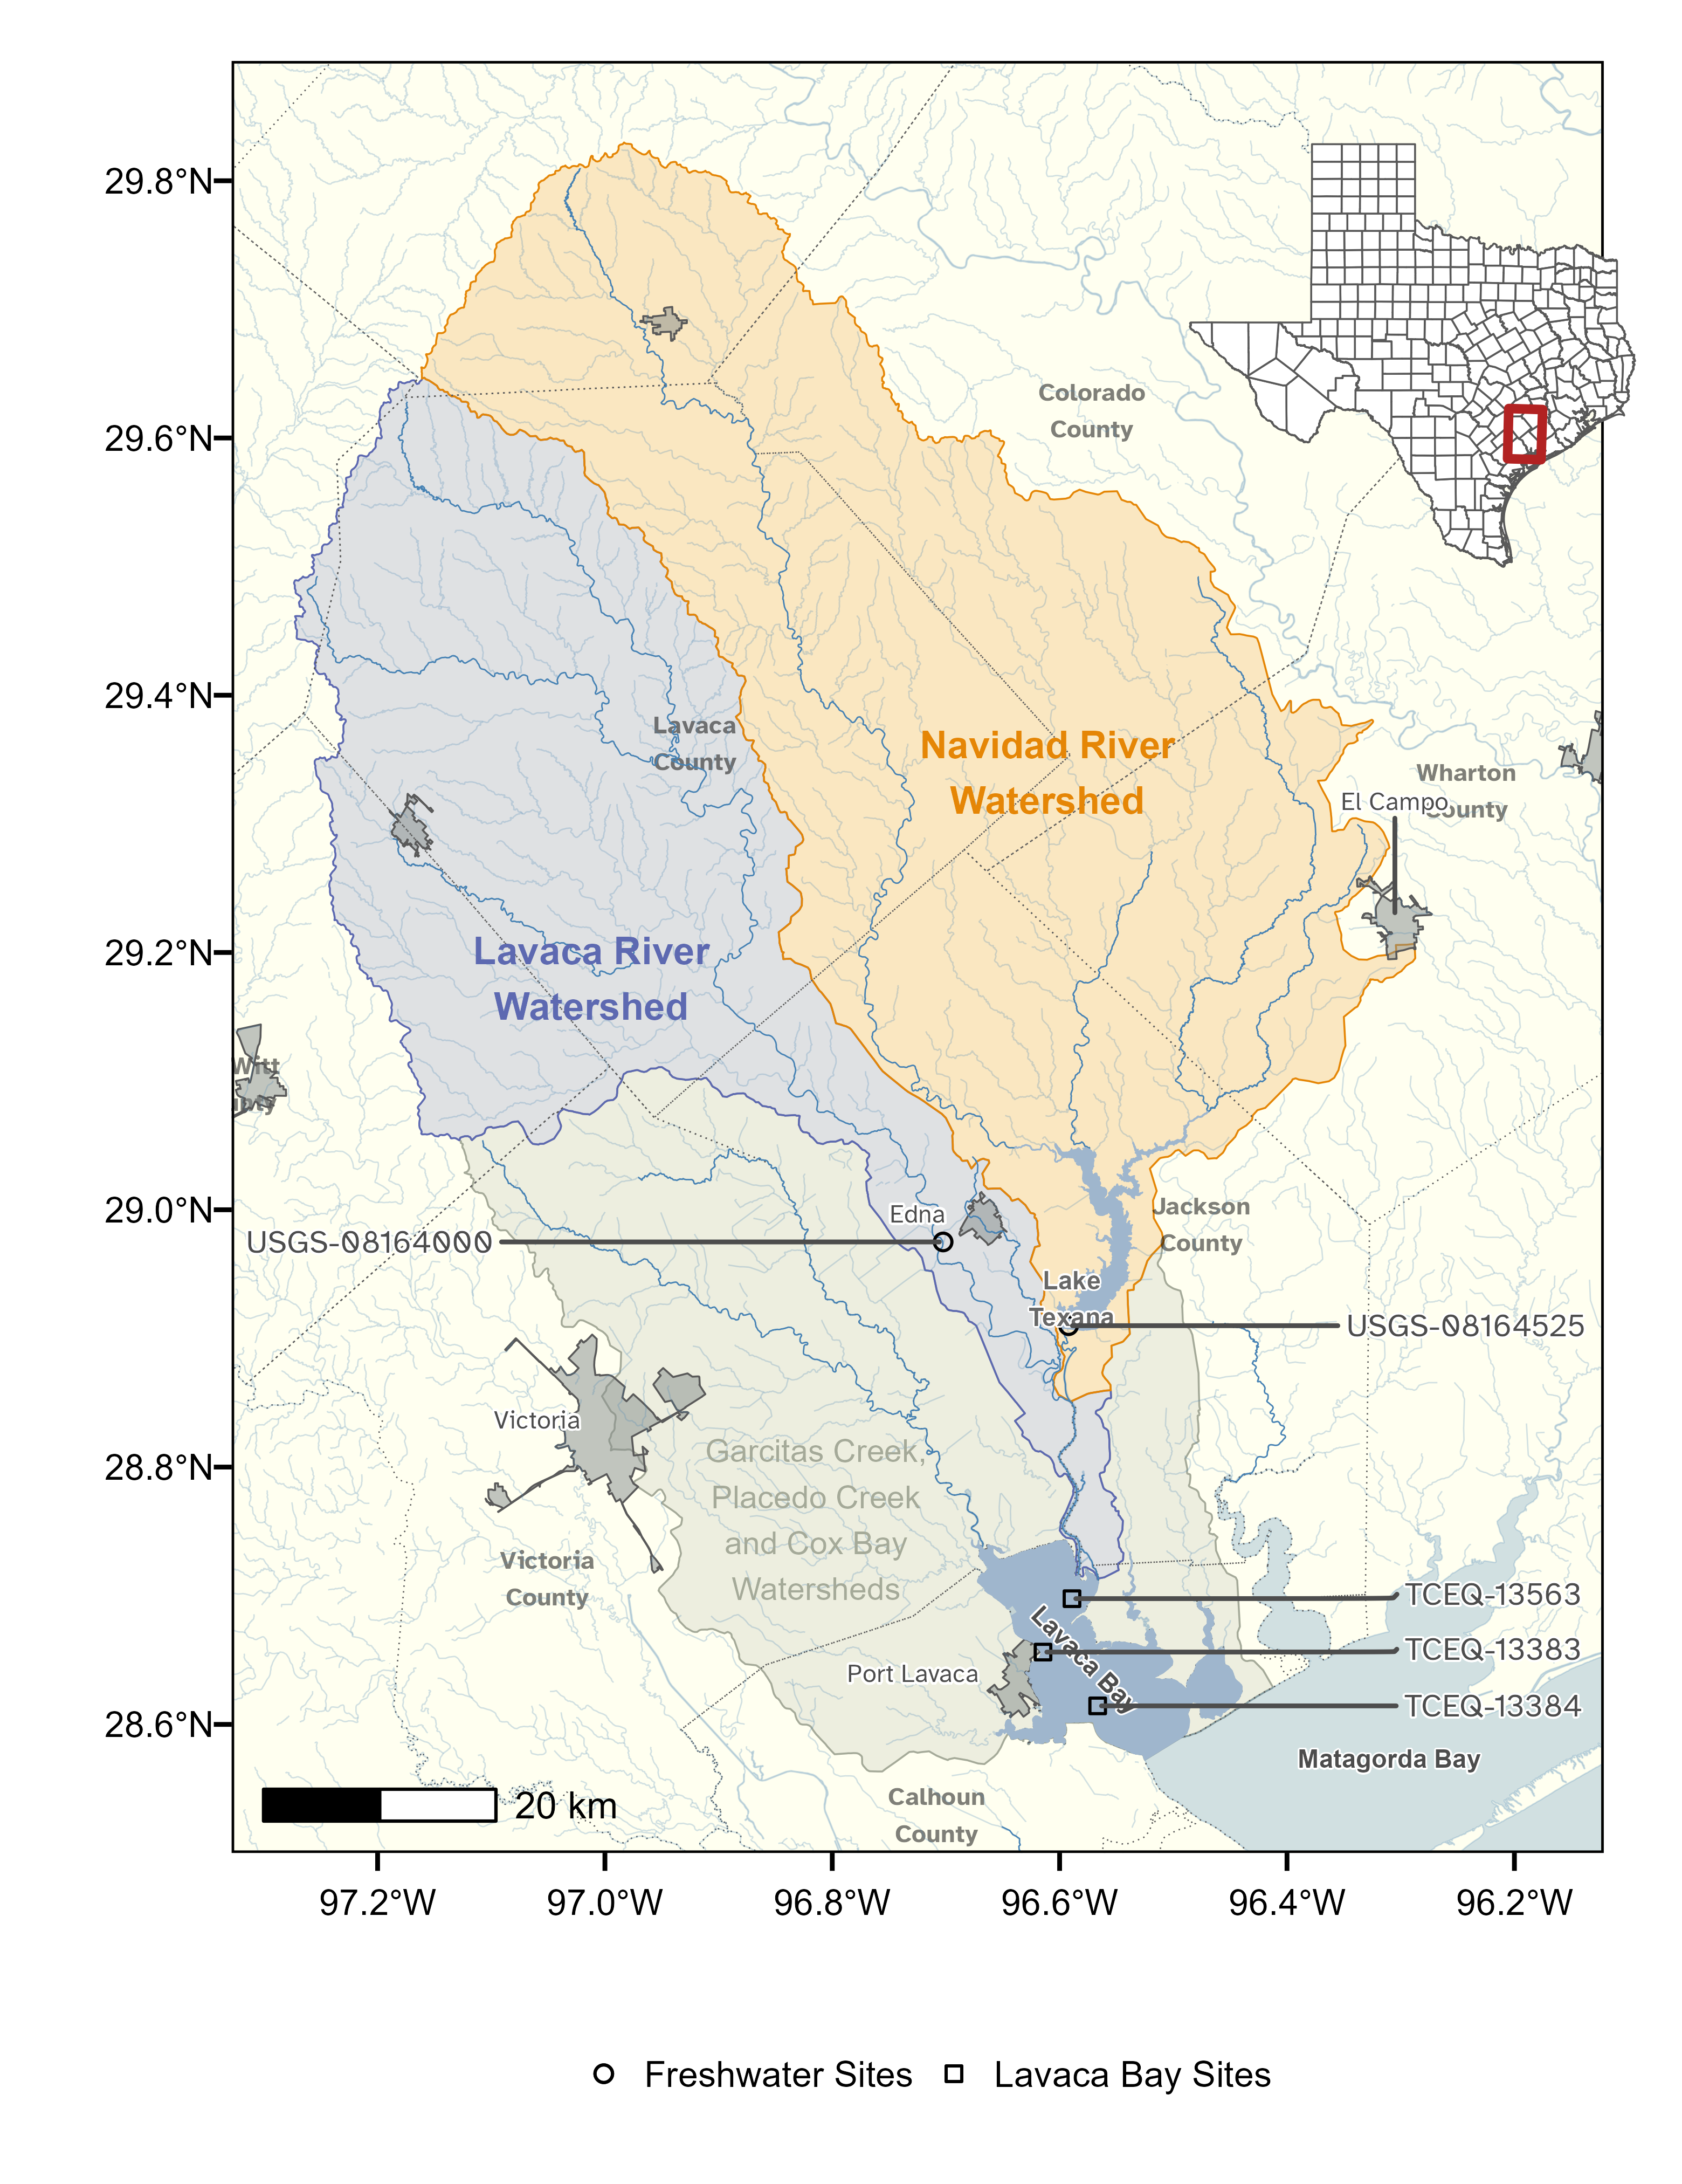 29.8°N
29.6°N
29.4°N
29.2°N
29.0°N
28.8°N
28.6°N
Colorado
County
Lavaca
County
Navidad River
Watershed
Wharton
County
El Campo
Lavaca River
Watershed
Witt
Edna
USGS-08164000
Jackson
County
Lake
Texana
USGS-08164525
Victoria
Garcitas Creek,
Placedo Creek
and Cox Bay
Watersheds
Victoria
County
TCEQ-13563
Lavaca Bay
TCEQ-13383
Port Lavaca
TCEQ-13384
Matagorda Bay
Calhoun
County
20 km
97.2°W
97.0°W
96.8°W
96.6°W
96.4°W
96.2°W
Freshwater Sites
Lavaca Bay Sites